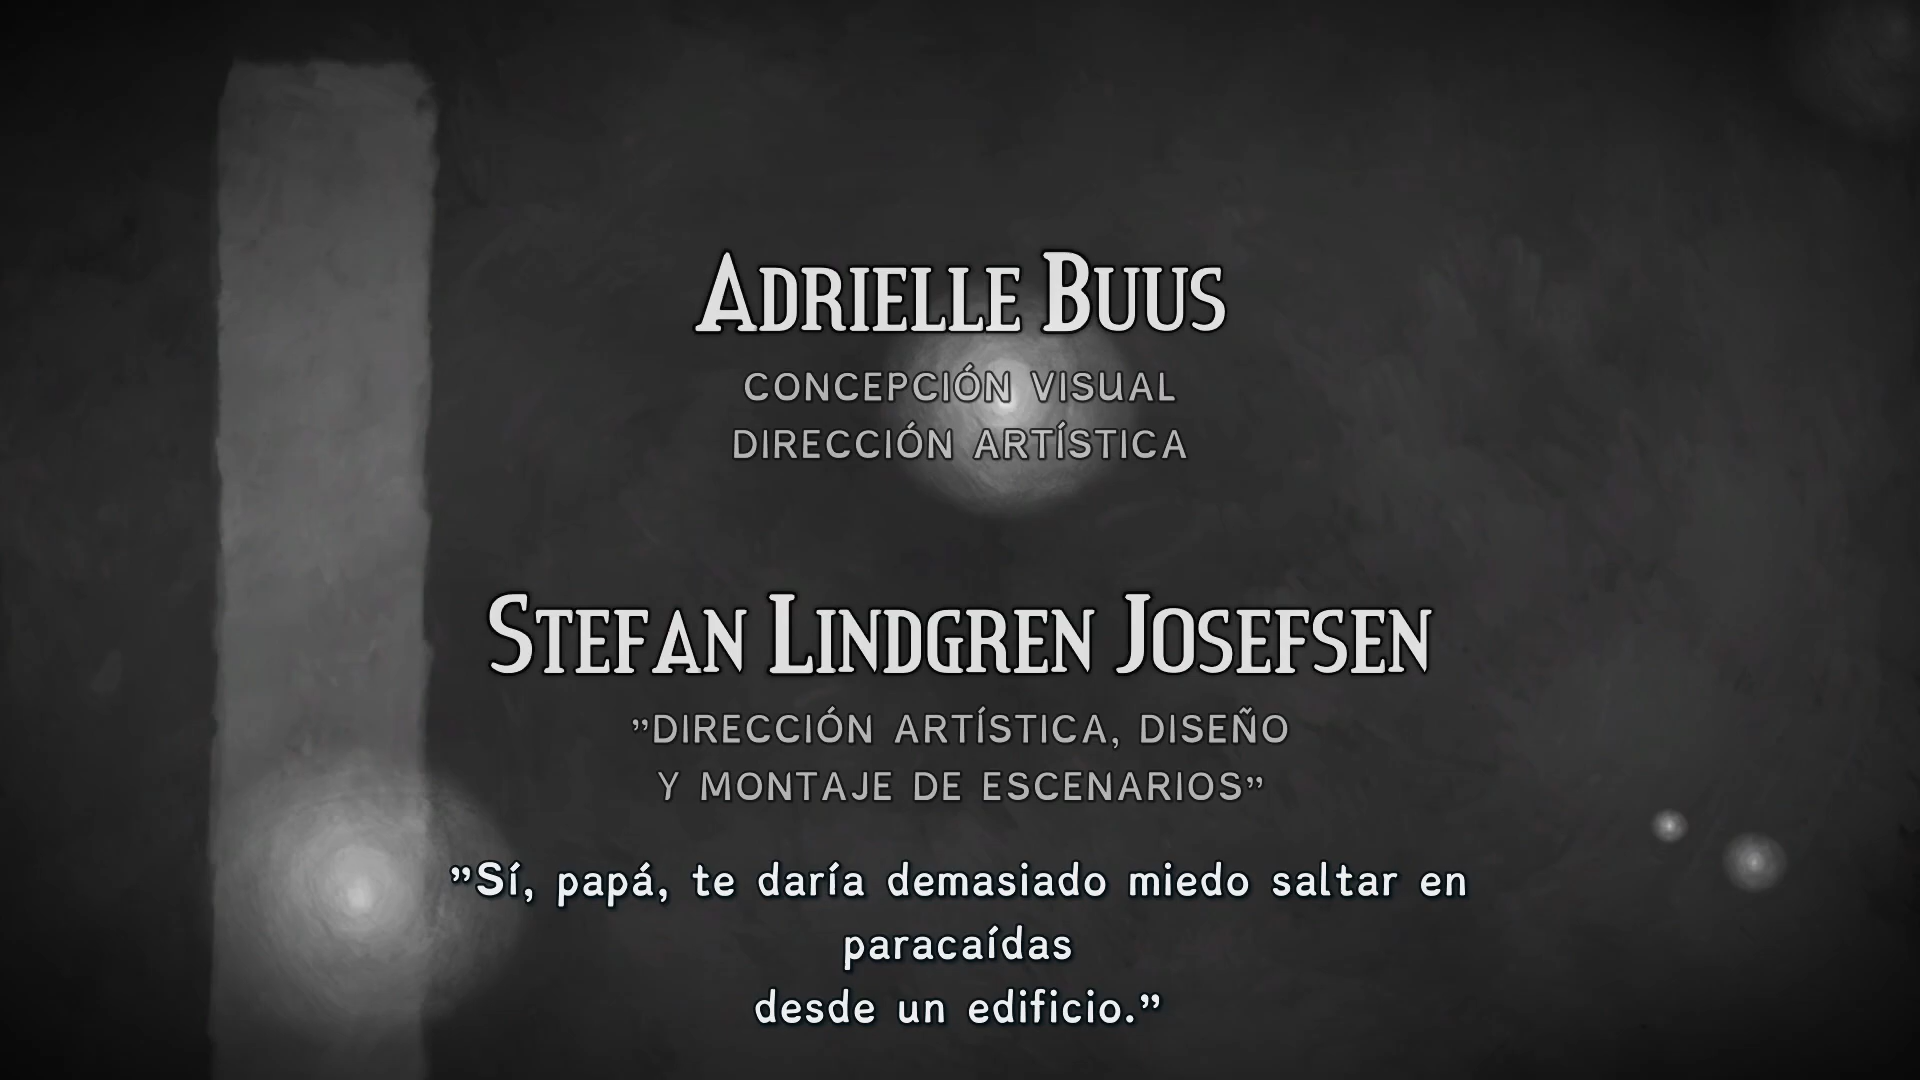 ADRIELLE BUUS
CONCEPCIÓN VISUAL
DIRECCIÓN ARTÍSTICA
STEFAN LINDGREN JOSEFSEN
”DIRECCIÓN ARTÍSTICA, DISEÑO
Y MONTAJE DE ESCENARIOS”
”Sí, papá, te daría demasiado miedo saltar en
paracaídas
desde un edificio.”